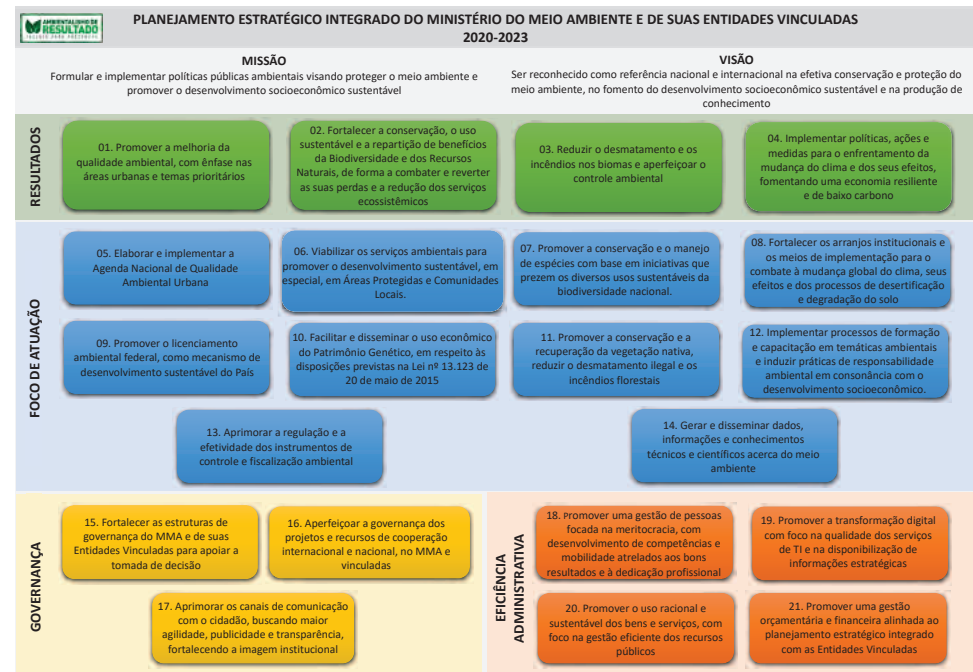 AMBIENTALISMO DE
RESULTADO
PLANEJAMENTO ESTRATÉGICO INTEGRADO DO MINISTÉRIO DO MEIO AMBIENTE E DE SUAS ENTIDADES VINCULADAS
2020-2023
MISSÃO
Formular e implementar políticas públicas ambientais visando proteger o meio ambiente e
promover o desenvolvimento socioeconômico sustentável
VISÃO
Ser reconhecido como referência nacional e internacional na efetiva conservação e proteção do
meio ambiente, no fomento do desenvolvimento socioeconômico sustentável e na produção de
conhecimento
RESULTADOS
01. Promover a melhoria da
qualidade ambiental, com ênfase nas
áreas urbanas e temas prioritários
02. Fortalecer a conservação, o uso
sustentável e a repartição de benefícios
da Biodiversidade e dos Recursos
Naturais, de forma a combater e reverter
as suas perdas e a redução dos serviços
ecossistêmicos
03. Reduzir o desmatamento e os
incêndios nos biomas e aperfeiçoar o
controle ambiental
04. Implementar políticas, ações e
medidas para o enfrentamento da
mudança do clima e dos seus efeitos,
fomentando uma economia resiliente
e de baixo carbono
FOCO DE ATUAÇÃO
05. Elaborar e implementar a
Agenda Nacional de Qualidade
Ambiental Urbana
06. Viabilizar os serviços ambientais para
promover o desenvolvimento sustentável, em
especial, em Áreas Protegidas e Comunidades
Locais.
07. Promover a conservação e o manejo
de espécies com base em iniciativas que
prezem os diversos usos sustentáveis da
biodiversidade nacional.
08. Fortalecer os arranjos institucionais e
os meios de implementação para o
combate à mudança global do clima, seus
efeitos e dos processos de desertificação
e degradação do solo
09. Promover o licenciamento
ambiental federal, como mecanismo de
desenvolvimento sustentável do País
10. Facilitar e disseminar o uso econômico
do Patrimônio Genético, em respeito às
disposições previstas na Lei nº 13.123 de
20 de maio de 2015
11. Promover a conservação e a
recuperação da vegetação nativa,
reduzir o desmatamento ilegal e os
incêndios florestais
12. Implementar processos de formação
e capacitação em temáticas ambientais
e induzir práticas de responsabilidade
ambiental em consonância com o
desenvolvimento socioeconômico.
13. Aprimorar a regulação e a
efetividade dos instrumentos de
controle e fiscalização ambiental
14. Gerar e disseminar dados,
informações e conhecimentos
técnicos e científicos acerca do meio
ambiente
GOVERNANÇA
15. Fortalecer as estruturas de
governança do MMA e de suas
Entidades Vinculadas para apoiar a
tomada de decisão
16. Aperfeiçoar a governança dos
projetos e recursos de cooperação
internacional e nacional, no MMA e
vinculadas
17. Aprimorar os canais de comunicação
com o cidadão, buscando maior
agilidade, publicidade e transparência,
fortalecendo a imagem institucional
EFICIÊNCIA
ADMINISTRATIVA
18. Promover uma gestão de pessoas
focada na meritocracia, com
desenvolvimento de competências e
mobilidade atrelados aos bons
resultados e à dedicação profissional
19. Promover a transformação digital
com foco na qualidade dos serviços
de TI e na disponibilização de
informações estratégicas
20. Promover o uso racional e
sustentável dos bens e serviços, com
foco na gestão eficiente dos recursos
públicos
21. Promover uma gestão
orçamentária e financeira alinhada ao
planejamento estratégico integrado
com as Entidades Vinculadas